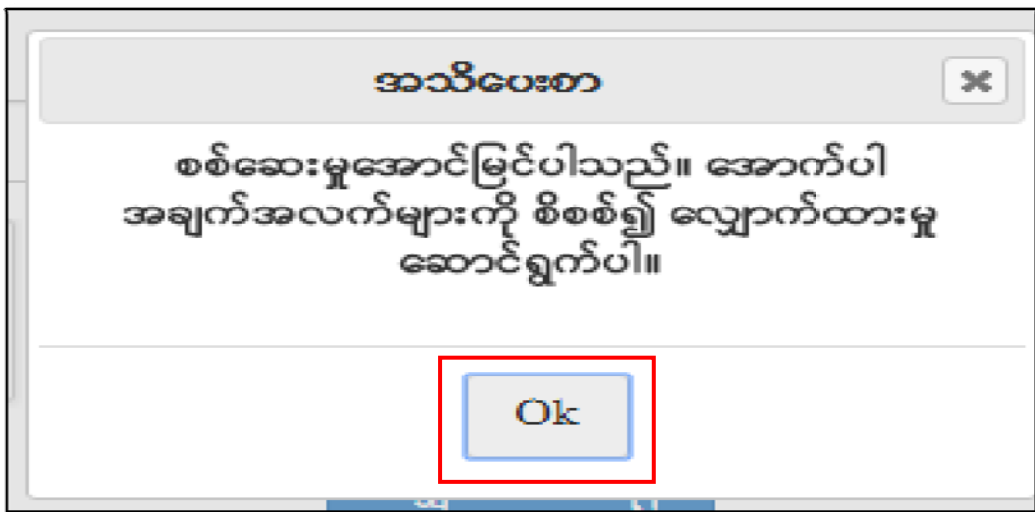 အသိပေးစာ
စစ်ဆေးမှုအောင်မြင်ပါသည်။ အောက်ပါ
အချက်အလက်များကို စိစစ်၍ လျှောက်ထားမှု
ဆောင်ရွက်ပါ။
Ok